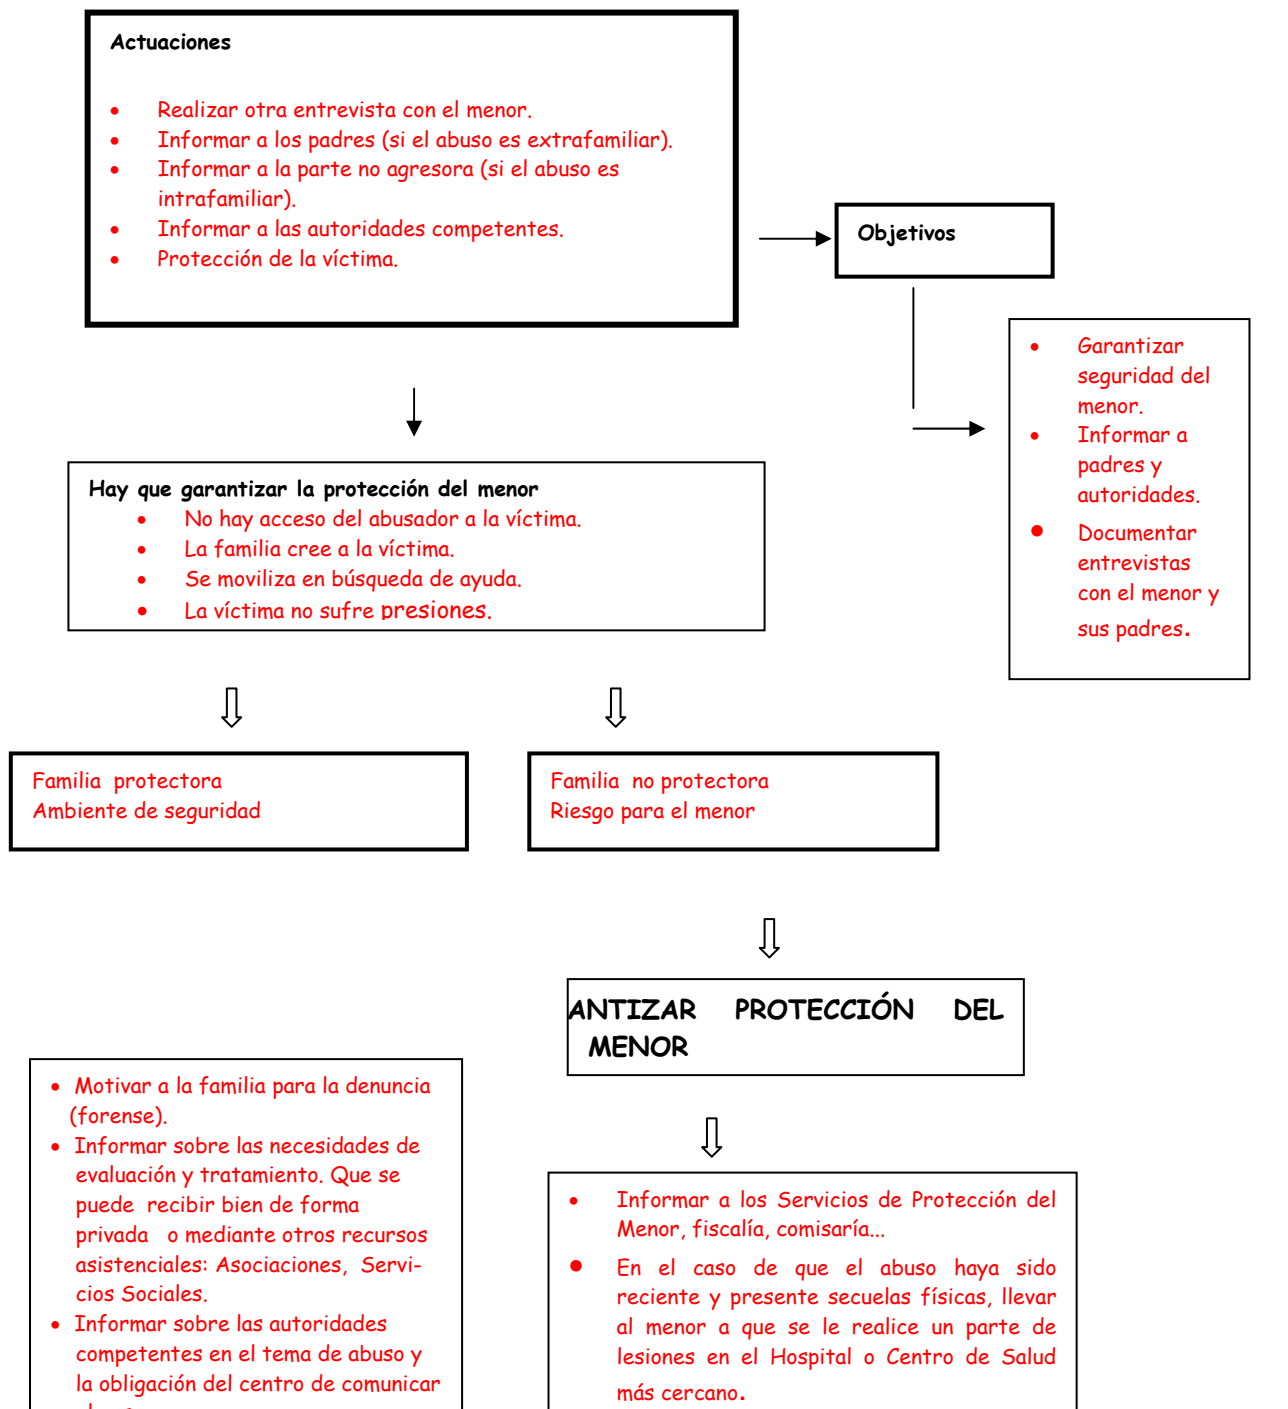 Actuaciones
• Realizar otra entrevista con el menor.
• Informar a los padres (si el abuso es extrafamiliar).
• Informar a la parte no agresora (si el abuso es
intrafamiliar).
• Informar a las autoridades competentes.
• Protección de la víctima.
Objetivos
• Garantizar
seguridad del
menor.
• Informar a
padres y
autoridades.
• Documentar
entrevistas
con el menor y
sus padres.
Hay que garantizar la protección del menor
• No hay acceso del abusador a la víctima.
• La familia cree a la víctima.
• Se moviliza en búsqueda de ayuda.
• La víctima no sufre presiones.
Familia protectora
Ambiente de seguridad
Familia no protectora
Riesgo para el menor
ANTIZAR PROTECCIÓN DEL
MENOR
• Motivar a la familia para la denuncia
(forense).
• Informar sobre las necesidades de
evaluación y tratamiento. Que se
puede recibir bien de forma
privada o mediante otros recursos
asistenciales: Asociaciones, Servi-
cios Sociales.
• Informar sobre las autoridades
competentes en el tema de abuso y
la obligación del centro de comunicar
• Informar a los Servicios de Protección del
Menor, fiscalía, comisaría...
• En el caso de que el abuso haya sido
reciente y presente secuelas físicas, llevar
al menor a que se le realice un parte de
lesiones en el Hospital o Centro de Salud
más cercano.